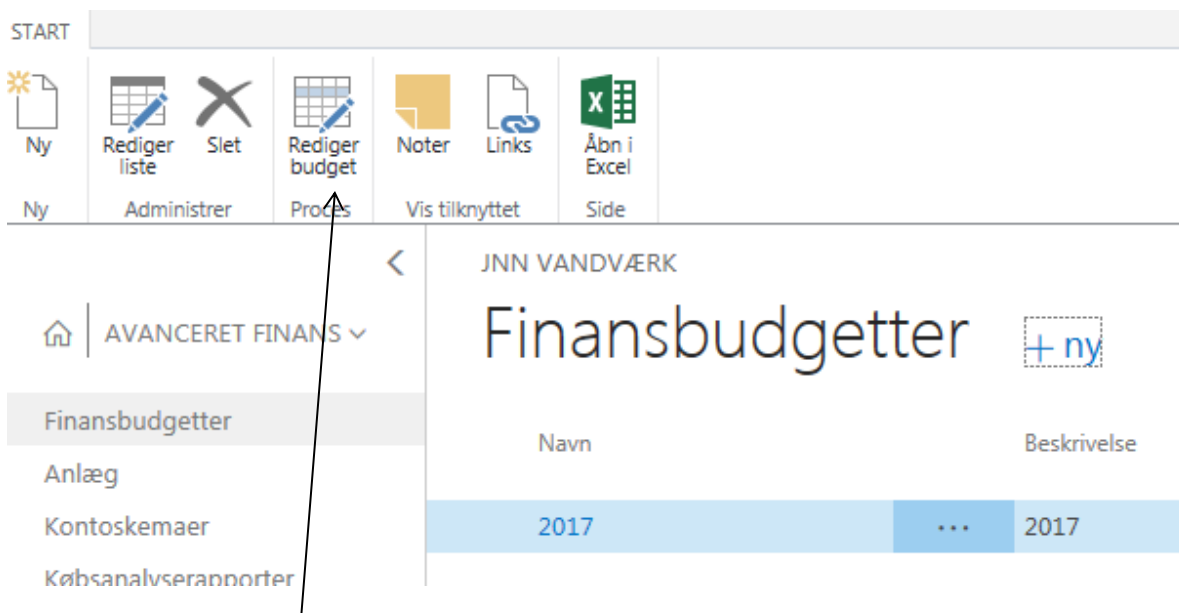 START
Ny
Rediger
liste
Slet
Rediger
budget
Noter
Links
Åbn i
Excel
Ny
Administrer
Proces
Vis tilknyttet
Side
JNN VANDVÆRK
AVANCERET FINANS
Finansbudgetter
+ ny
Finansbudgetter
Anlæg
Kontoskemaer
Købsanalyserapporter
Navn
Beskrivelse
2017
...
2017